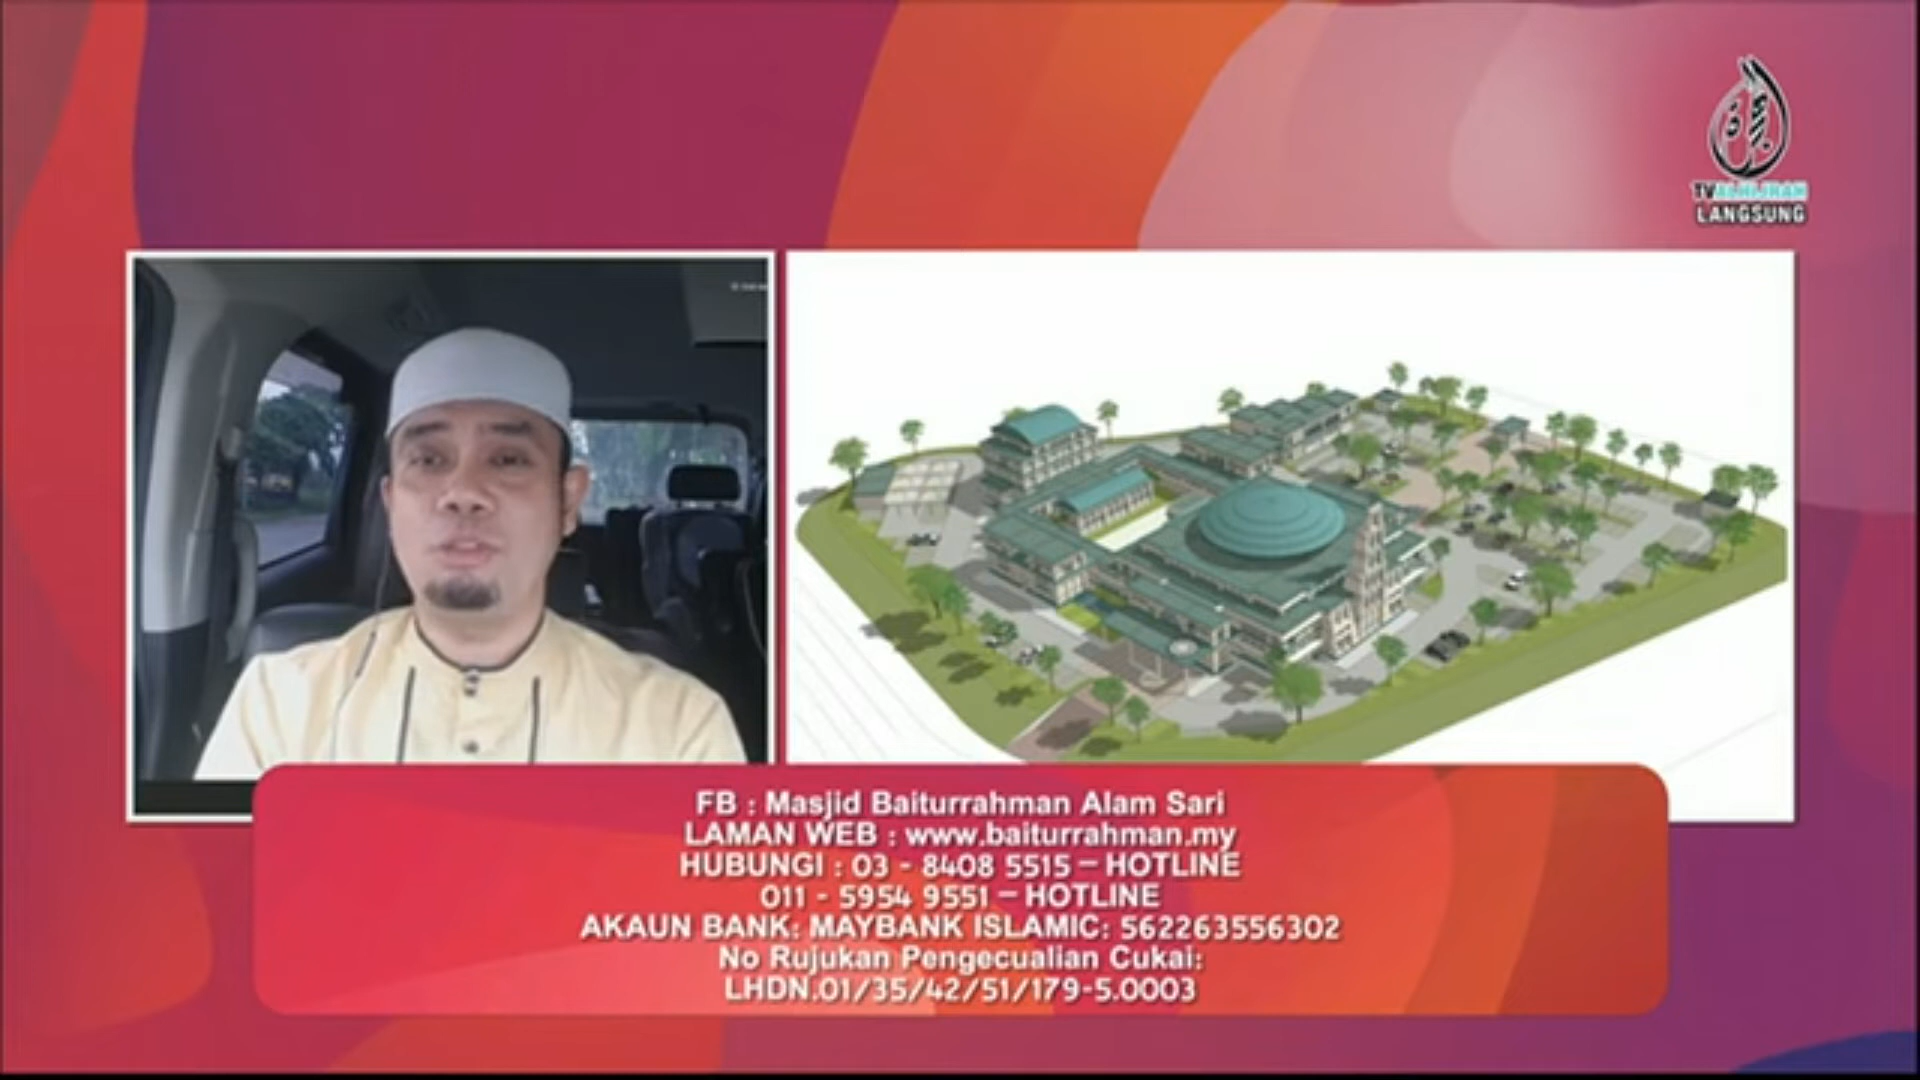 TV ALHIJRAH
LANGSUNG
FB : Masjid Baiturrahman Alam Sari
LAMAN WEB : www.baiturrahman.my
HUBUNGI : 03 - 8408 5515 – HOTLINE
011 - 5954 9551 – HOTLINE
AKAUN BANK: MAYBANK ISLAMIC: 562263556302
No Rujukan Pengecualian Cukai:
LHDN.01/35/42/51/179-5.0003